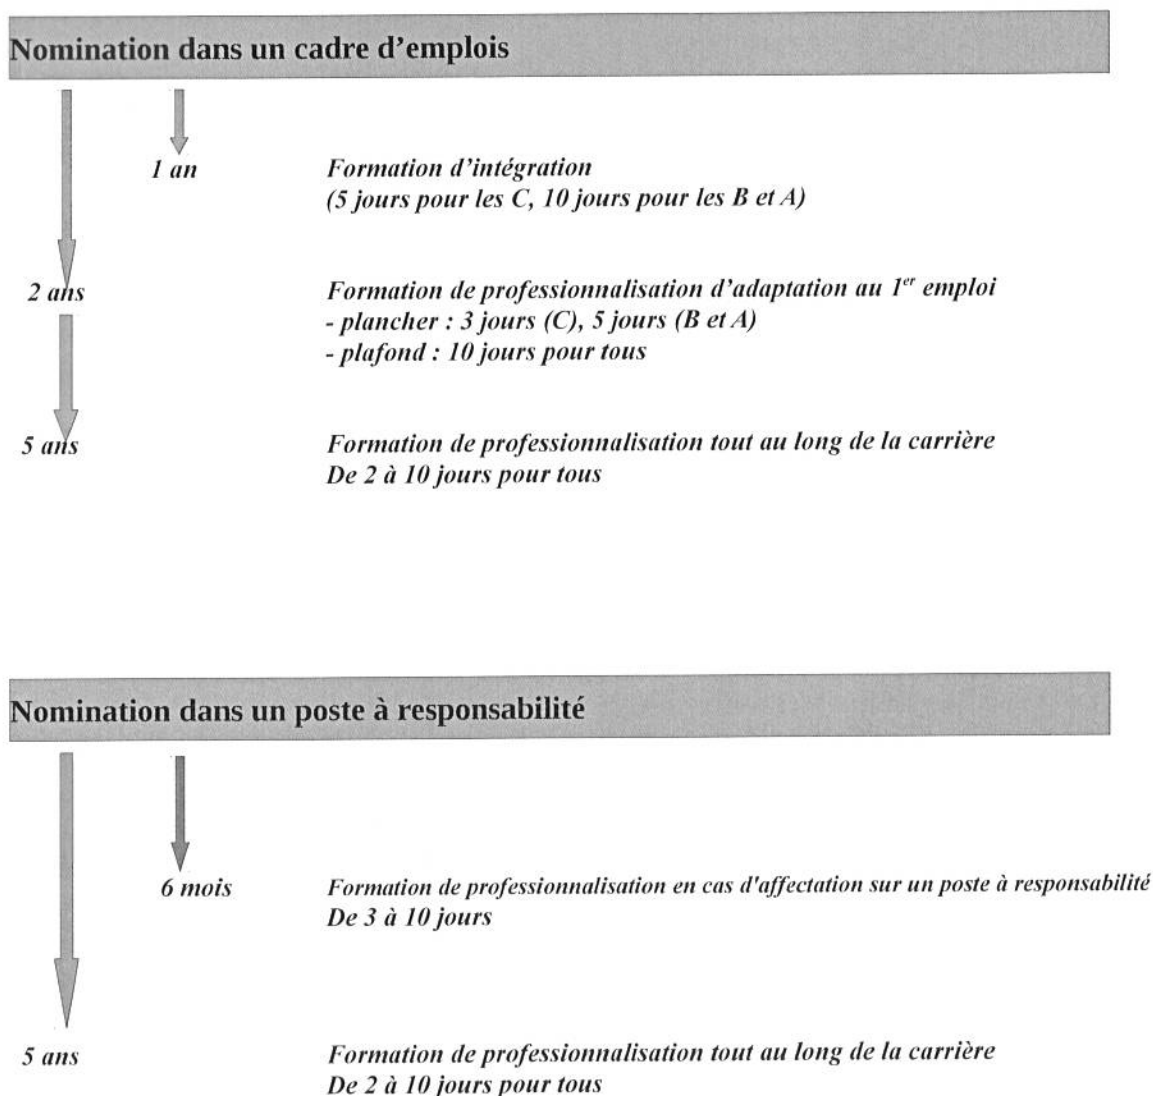 Nomination dans un cadre d’emplois
1 an
Formation d’intégration
(5 jours pour les C, 10 jours pour les B et A)
2 ans
Formation de professionnalisation d’adaptation au 1er emploi
- plancher : 3 jours (C), 5 jours (B et A)
- plafond : 10 jours pour tous
5 ans
Formation de professionnalisation tout au long de la carrière
De 2 à 10 jours pour tous
Nomination dans un poste à responsabilité
6 mois
Formation de professionnalisation en cas d'affectation sur un poste à responsabilité
De 3 à 10 jours
5 ans
Formation de professionnalisation tout au long de la carrière
De 2 à 10 jours pour tous